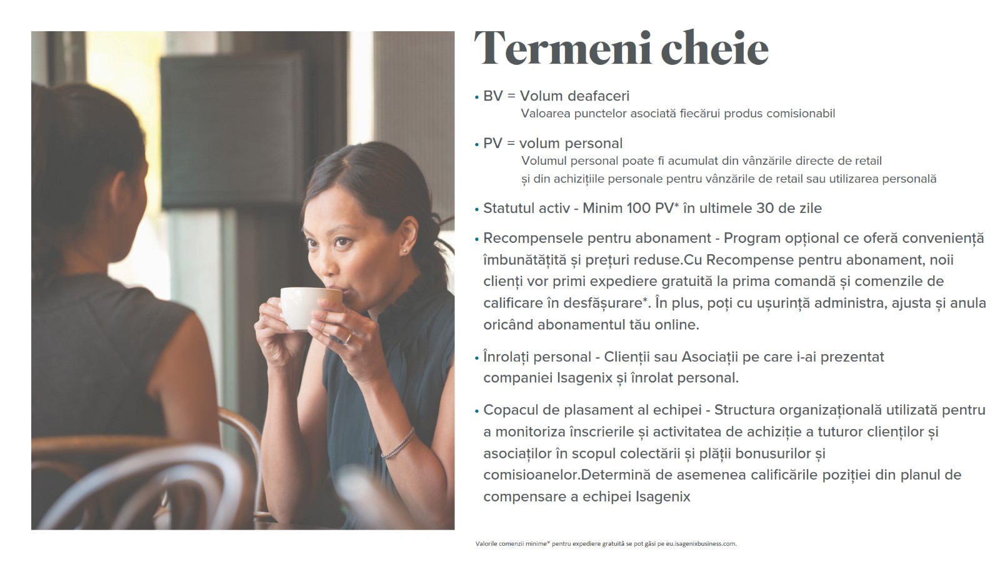 Termeni cheie
• BV = Volum deafaceri
Valoarea punctelor asociată fiecărui produs comisionabil
• PV = volum personal
Volumul personal poate fi acumulat din vânzările directe de retail
și din achizițiile personale pentru vânzările de retail sau utilizarea personală
• Statutul activ - Minim 100 PV* în ultimele 30 de zile
• Recompensele pentru abonament - Program opțional ce oferă conveniență
îmbunătățită și prețuri reduse.Cu Recompense pentru abonament, noii
clienți vor primi expediere gratuită la prima comandă și comenzile de
calificare în desfășurare*. În plus, poți cu ușurință administra, ajusta și anula
oricând abonamentul tău online.
• Înrolați personal - Clienții sau Asociații pe care i-ai prezentat
companiei Isagenix și înrolat personal.
• Copacul de plasament al echipei - Structura organizațională utilizată pentru
a monitoriza înscrierile și activitatea de achiziție a tuturor clienților și
asociaților în scopul colectării și plății bonusurilor și
comisioanelor.Determină de asemenea calificările poziției din planul de
compensare a echipei Isagenix
Valorile comenzii minime* pentru expediere gratuită se pot găsi pe eu.isagenixbusiness.com.